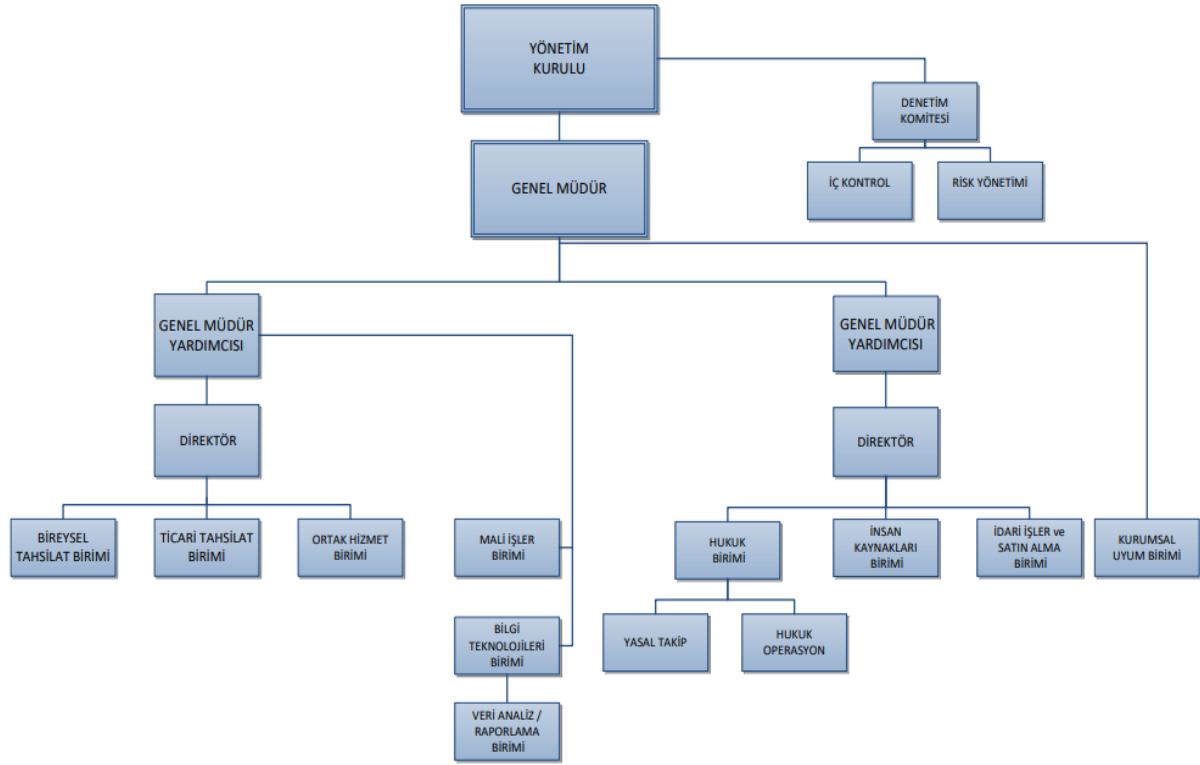 YÖNETİM
KURULU
DENETİM
KOMİTESİ
GENEL MÜDÜR
İÇ KONTROL
RİSK YÖNETİMİ
GENEL MÜDÜR
YARDIMCISI
GENEL MÜDÜR
YARDIMCISI
DİREKTÖR
DİREKTÖR
BİREYSEL
TAHSİLAT BİRİMİ
TİCARİ TAHSİLAT
BİRİMİ
ORTAK HİZMET
BİRİMİ
MALİ İŞLER
BİRİMİ
HUKUK
BİRİMİ
İNSAN
KAYNAKLARI
BİRİMİ
İDARİ İŞLER ve
SATIN ALMA
BİRİMİ
KURUMSAL
UYUM BİRİMİ
BİLGİ
TEKNOLOJİLERİ
BİRİMİ
YASAL TAKİP
HUKUK
OPERASYON
VERİ ANALİZ /
RAPORLAMA
BİRİMİ